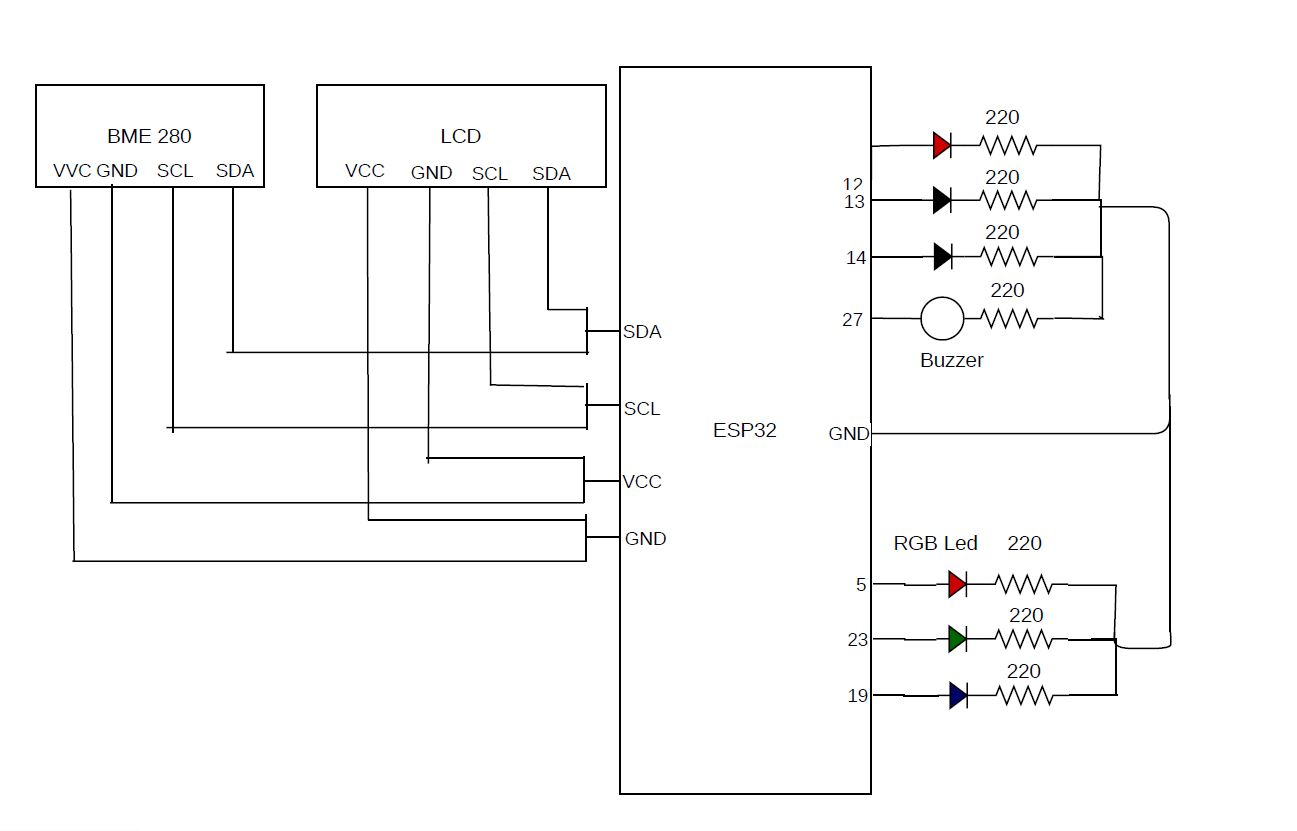 BME 280
VVC GND SCL SDA
LCD
VCC GND SCL SDA
ESP32
SDA
SCL
VCC
GND
12
13
14
27
GND
5
23
19
220
220
220
220
Buzzer
RGB Led 220
220
220